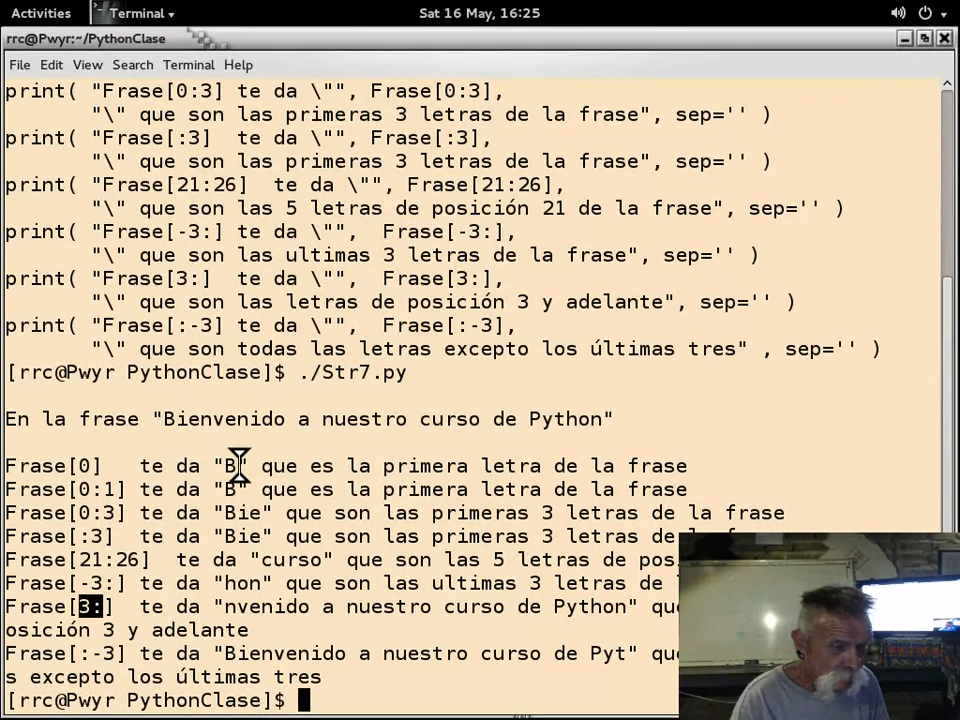 Activities Terminal Sat 16 May, 16:25
rrc@Pwyr:~/PythonClase
File Edit View Search Terminal Help
print( "Frase[0:3] te da \"", Frase[0:3],
"\" que son las primeras 3 letras de la frase", sep='' )
print( "Frase[:3]  te da \"", Frase[:3],
"\" que son las primeras 3 letras de la frase", sep='' )
print( "Frase[21:26]  te da \"", Frase[21:26],
"\" que son las 5 letras de posición 21 de la frase", sep='' )
print( "Frase[-3:] te da \"",  Frase[-3:],
"\" que son las ultimas 3 letras de la frase", sep='' )
print( "Frase[3:]  te da \"",  Frase[3:],
"\" que son las letras de posición 3 y adelante", sep='' )
print( "Frase[:-3] te da \"",  Frase[:-3],
"\" que son todas las letras excepto los últimas tres" , sep='' )
[rrc@Pwyr PythonClase]$ ./Str7.py
En la frase "Bienvenido a nuestro curso de Python"
Frase[0]   te da "B" que es la primera letra de la frase
Frase[0:1] te da "B" que es la primera letra de la frase
Frase[0:3] te da "Bie" que son las primeras 3 letras de la frase
Frase[:3]  te da "Bie" que son las primeras 3 letras de
Frase[21:26]  te da "curso" que son las 5 letras de pos
Frase[-3:] te da "hon" que son las ultimas 3 letras de
Frase[3:]  te da "nvenido a nuestro curso de Python" que
osición 3 y adelante
Frase[:-3] te da "Bienvenido a nuestro curso de Pyt" que
s excepto los últimas tres
[rrc@Pwyr PythonClase]$